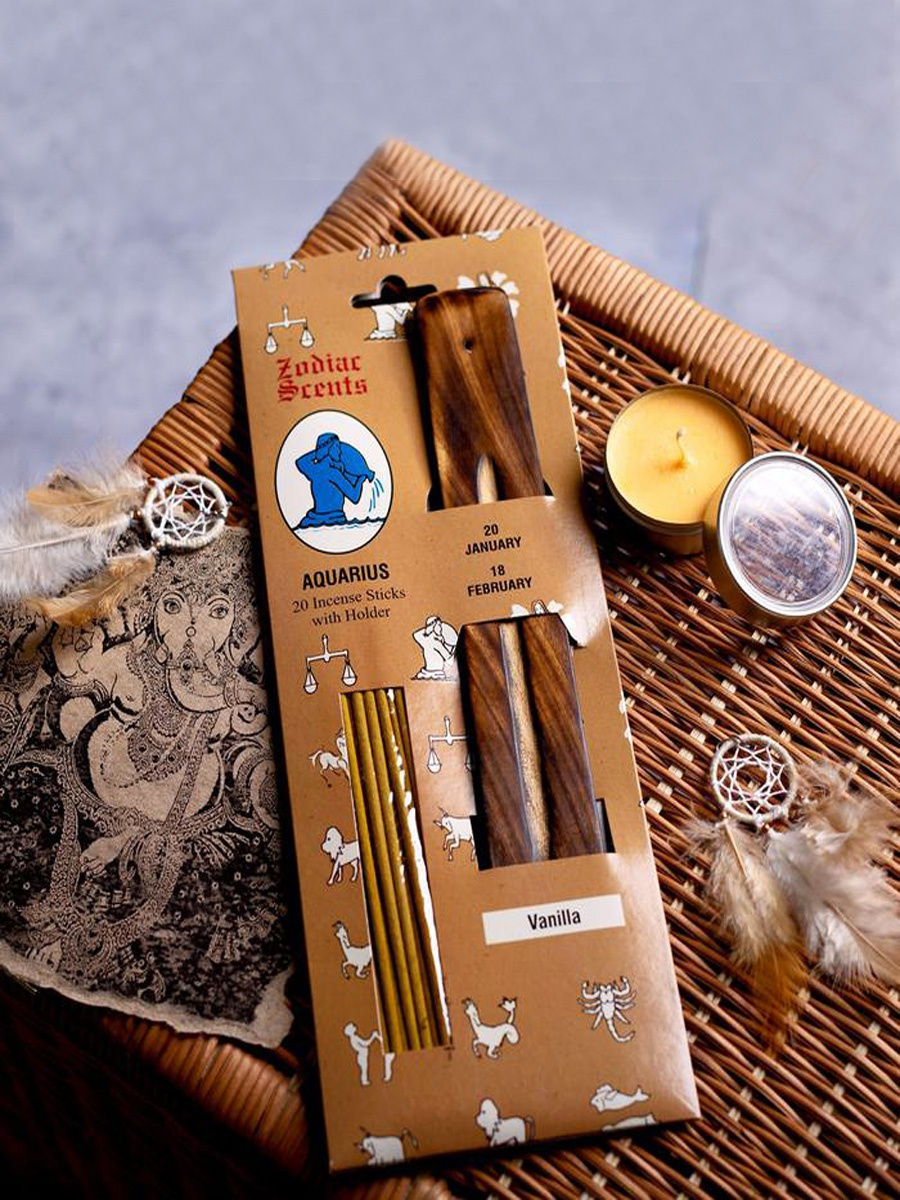 Zodiac
Scents
AQUARIUS
20 Incense Sticks
with Holder
20
JANUARY
18
FEBRUARY
Vanilla